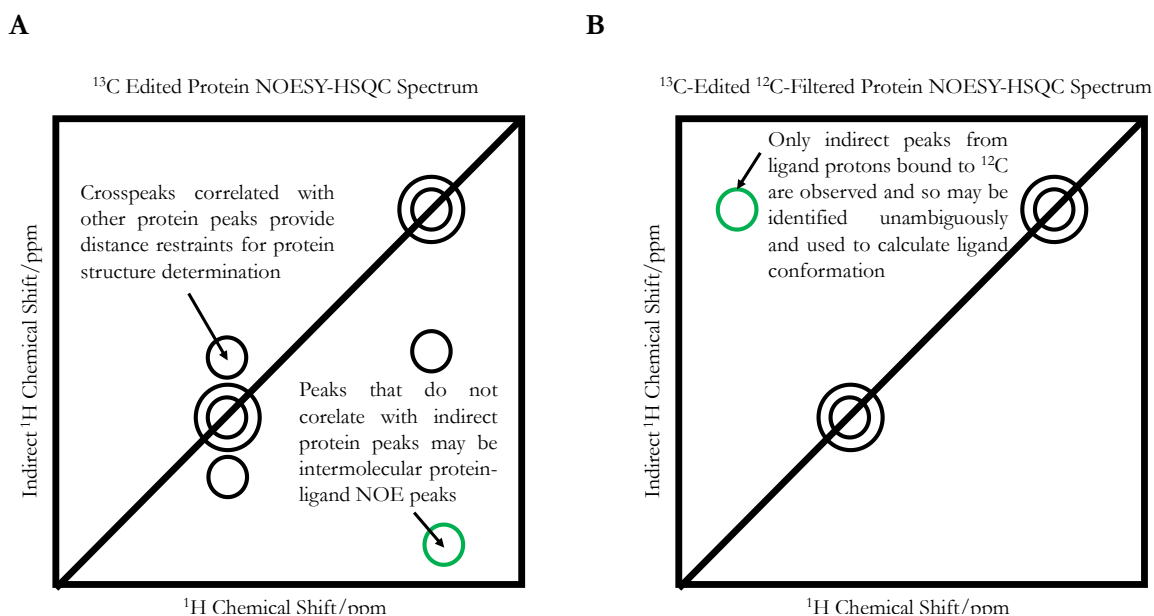 A
B
¹³C Edited Protein NOESY-HSQC Spectrum
Crosspeaks correlated with
other protein peaks provide
distance restraints for protein
structure determination
Peaks that do not
corelate with indirect
protein peaks may be
intermolecular protein-
ligand NOE peaks
Indirect ¹H Chemical Shift/ppm
¹H Chemical Shift/ppm
¹³C-Edited ¹²C-Filtered Protein NOESY-HSQC Spectrum
Only indirect peaks from
ligand protons bound to ¹²C
are observed and so may be
identified unambiguously
and used to calculate ligand
conformation
Indirect ¹H Chemical Shift/ppm
¹H Chemical Shift/ppm